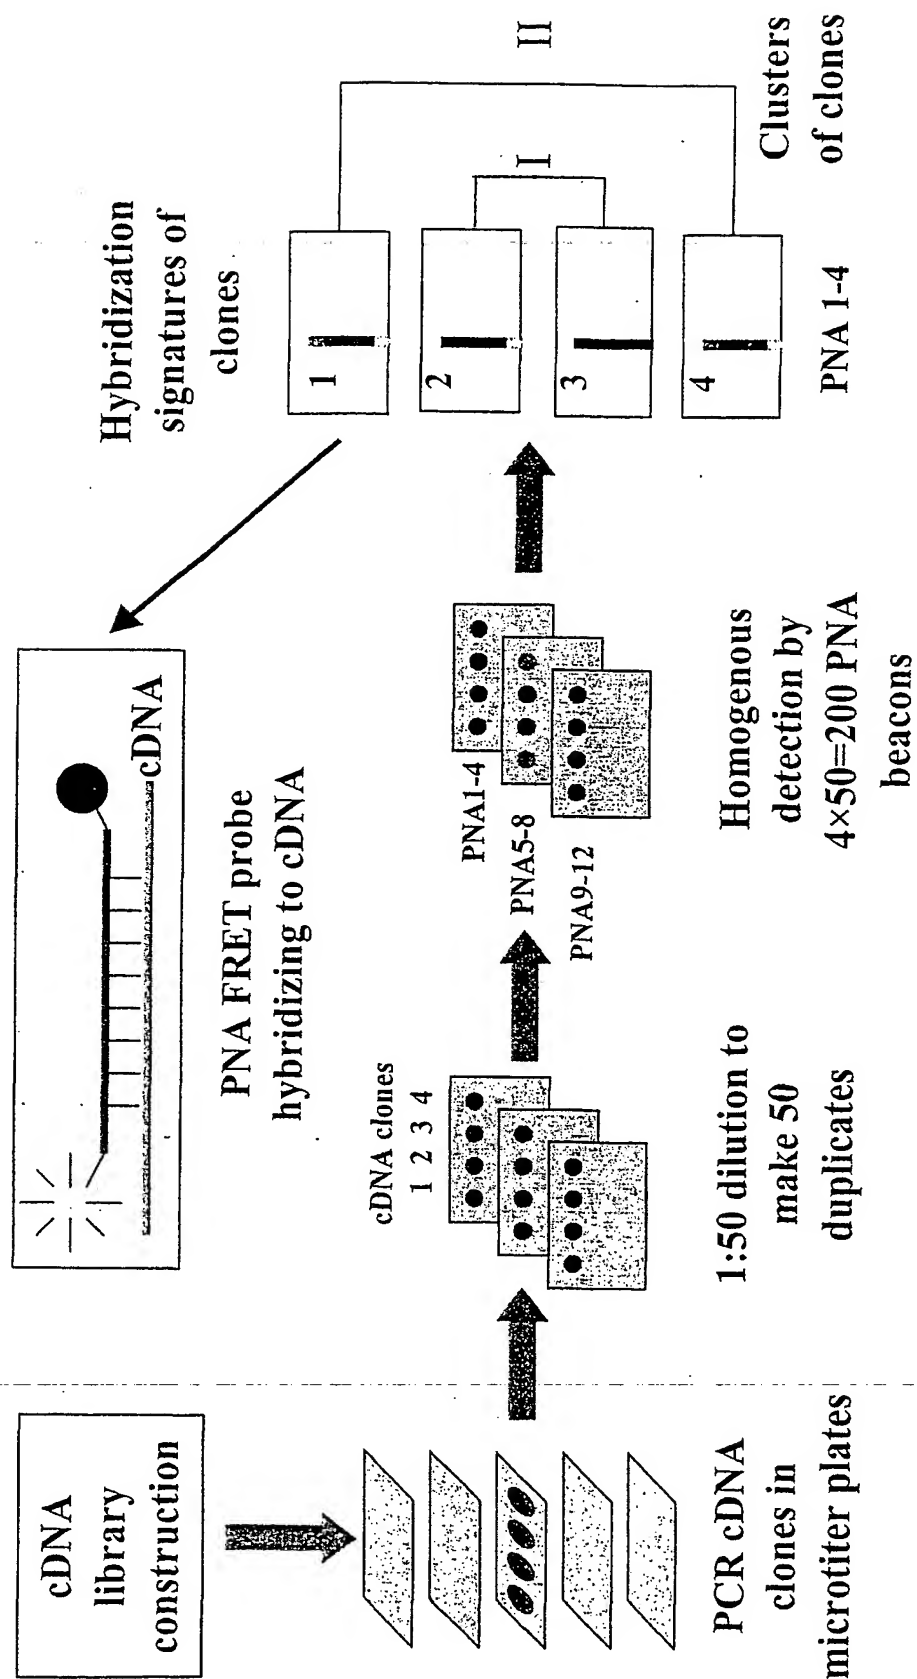 cDNA
library
construction
PCR cDNA
clones in
microtiter plates
cDNA
PNA FRET probe
hybridizing to cDNA
cDNA clones
1 2 3 4
1:50 dilution to
make 50
duplicates
PNA1-4
PNA5-8
PNA9-12
Homogenous
detection by
4×50=200 PNA
beacons
Hybridization
signatures of
clones
1
2
3
4
PNA 1-4
I
II
Clusters
of clones